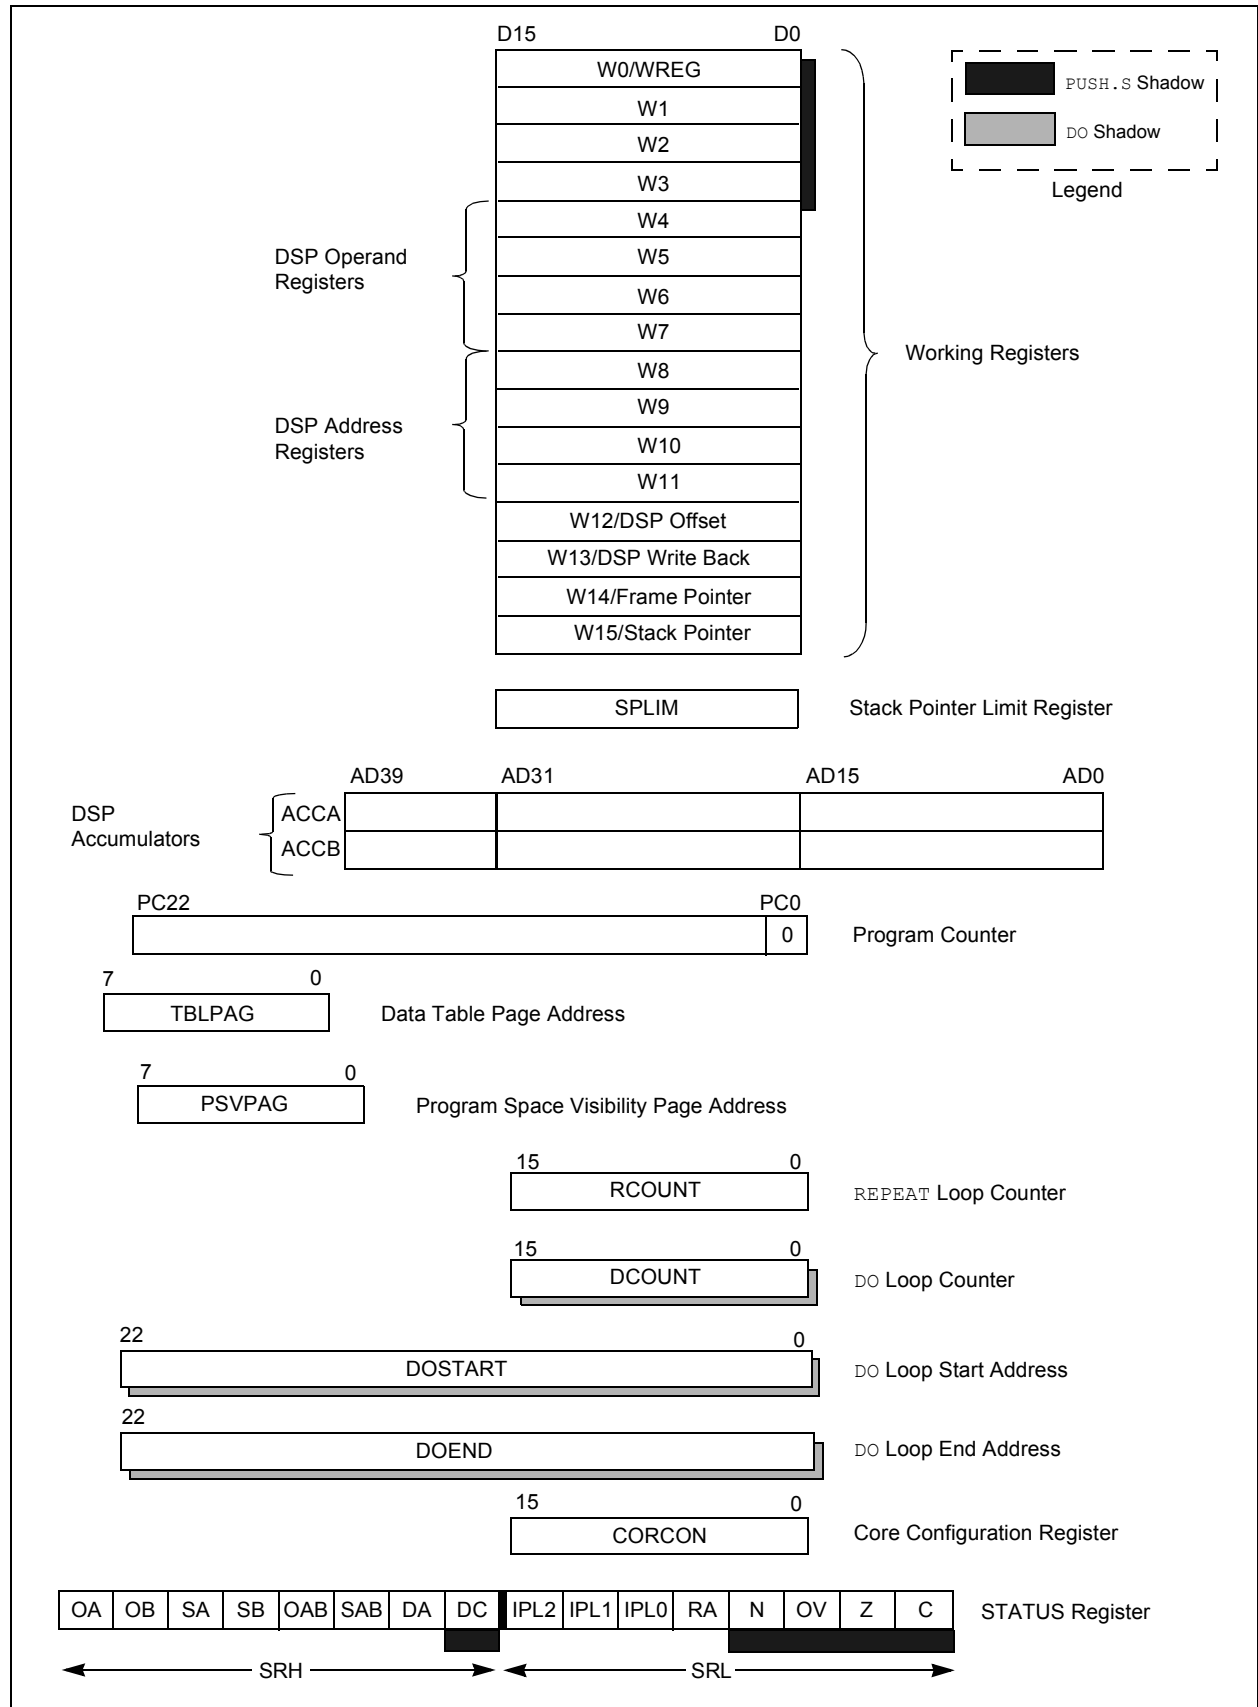 D15 D0
W0/WREG
PUSH.S Shadow
W1
DO Shadow
W2
W3
Legend
W4
DSP Operand
Registers
W5
W6
W7
Working Registers
W8
W9
DSP Address
Registers
W10
W11
W12/DSP Offset
W13/DSP Write Back
W14/Frame Pointer
W15/Stack Pointer
SPLIM Stack Pointer Limit Register
AD39 AD31 AD15 AD0
DSP
Accumulators
ACCA
ACCB
PC22 PC0
0 Program Counter
7 0
TBLPAG Data Table Page Address
7 0
PSVPAG Program Space Visibility Page Address
15 0
RCOUNT REPEAT Loop Counter
15 0
DCOUNT DO Loop Counter
22 0
DOSTART DO Loop Start Address
22
DOEND DO Loop End Address
15 0
CORCON Core Configuration Register
OA OB SA SB OAB SAB DA DC IPL2 IPL1 IPL0 RA N OV Z C STATUS Register
SRH SRL